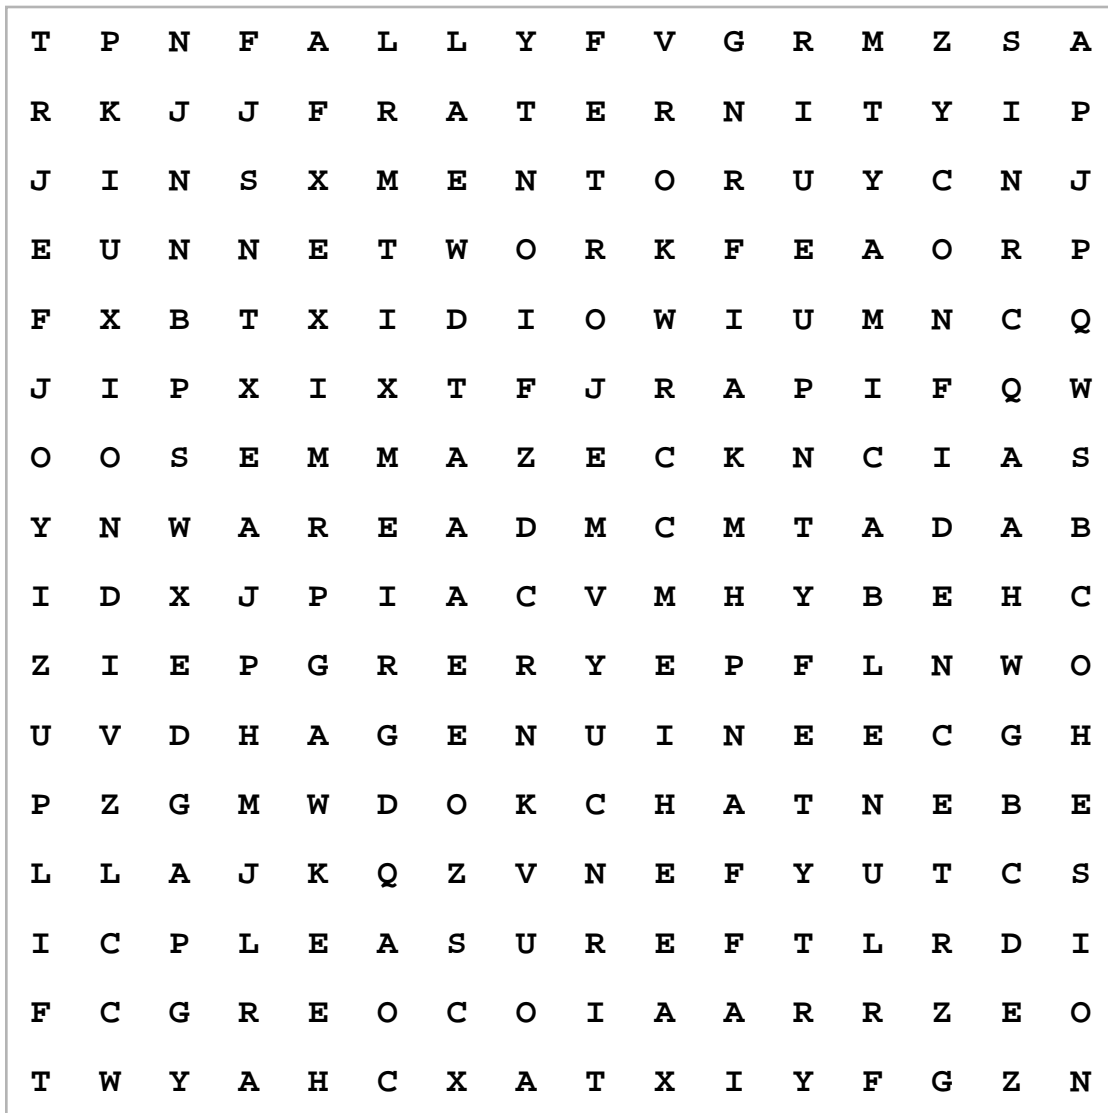 T P N F A L L Y F V G R M Z S A
R K J J F R A T E R N I T Y I P
J I N S X M E N T O R U Y C N J
E U N N E T W O R K F E A O R P
F X B T X I D I O W I U M N C Q
J I P X I X T F J R A P I F Q W
O O S E M M A Z E C K N C I A S
Y N W A R E A D M C M T A D A B
I D X J P I A C V M H Y B E H C
Z I E P G R E R Y E P F L N W O
U V D H A G E N U I N E E C G H
P Z G M W D O K C H A T N E B E
L L A J K Q Z V N E F Y U T C S
I C P L E A S U R E F T L R D I
F C G R E O C O I A A R R Z E O
T W Y A H C X A T X I Y F G Z N